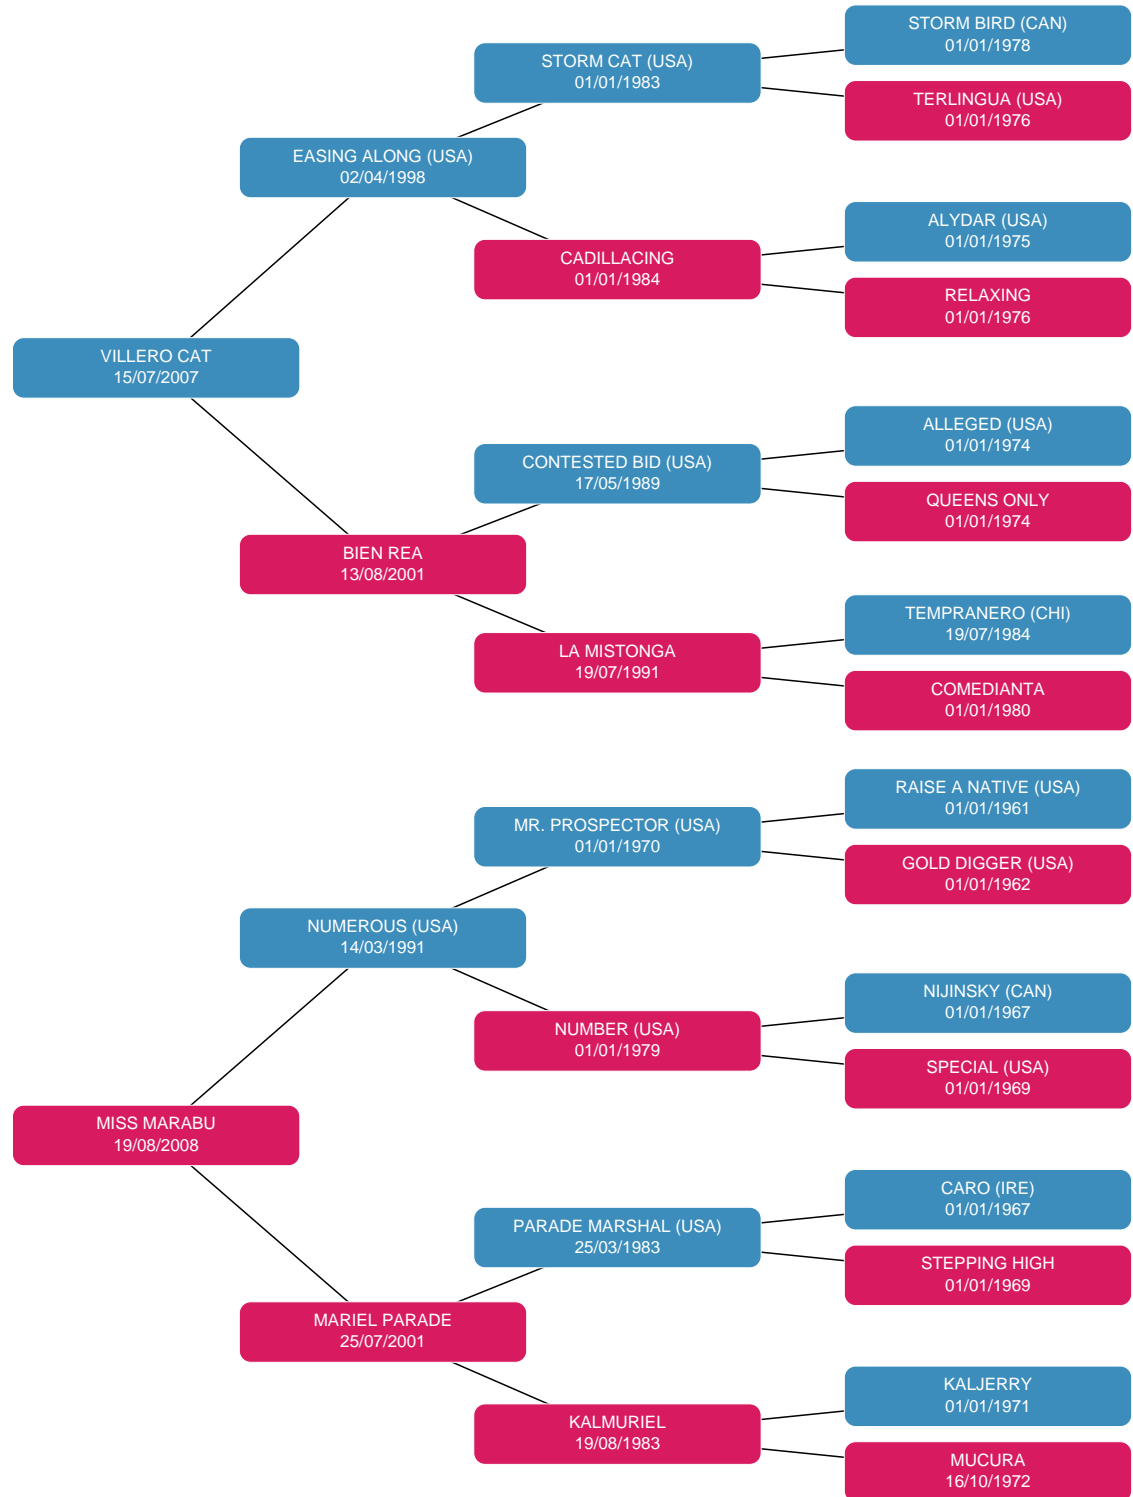 STORM BIRD (CAN)
01/01/1978
STORM CAT (USA)
01/01/1983
TERLINGUA (USA)
01/01/1976
EASING ALONG (USA)
02/04/1998
ALYDAR (USA)
01/01/1975
CADILLACING
01/01/1984
RELAXING
01/01/1976
VILLERO CAT
15/07/2007
ALLEGED (USA)
01/01/1974
CONTESTED BID (USA)
17/05/1989
QUEENS ONLY
01/01/1974
BIEN REA
13/08/2001
TEMPRANERO (CHI)
19/07/1984
LA MISTONGA
19/07/1991
COMEDIANTA
01/01/1980
RAISE A NATIVE (USA)
01/01/1961
MR. PROSPECTOR (USA)
01/01/1970
GOLD DIGGER (USA)
01/01/1962
NUMEROUS (USA)
14/03/1991
NIJINSKY (CAN)
01/01/1967
NUMBER (USA)
01/01/1979
SPECIAL (USA)
01/01/1969
MISS MARABU
19/08/2008
CARO (IRE)
01/01/1967
PARADE MARSHAL (USA)
25/03/1983
STEPPING HIGH
01/01/1969
MARIEL PARADE
25/07/2001
KALJERRY
01/01/1971
KALMURIEL
19/08/1983
MUCURA
16/10/1972